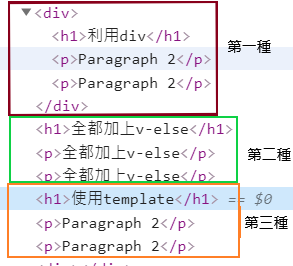 ▼<div>
<h1>利用div</h1>
<p>Paragraph 2</p>
<p>Paragraph 2</p>
</div>
第一種
<h1>全都加上v-else</h1>
<p>全都加上v-else</p>
<p>全都加上v-else</p>
第二種
<h1>使用template</h1> == $0
<p>Paragraph 2</p>
<p>Paragraph 2</p>
第三種